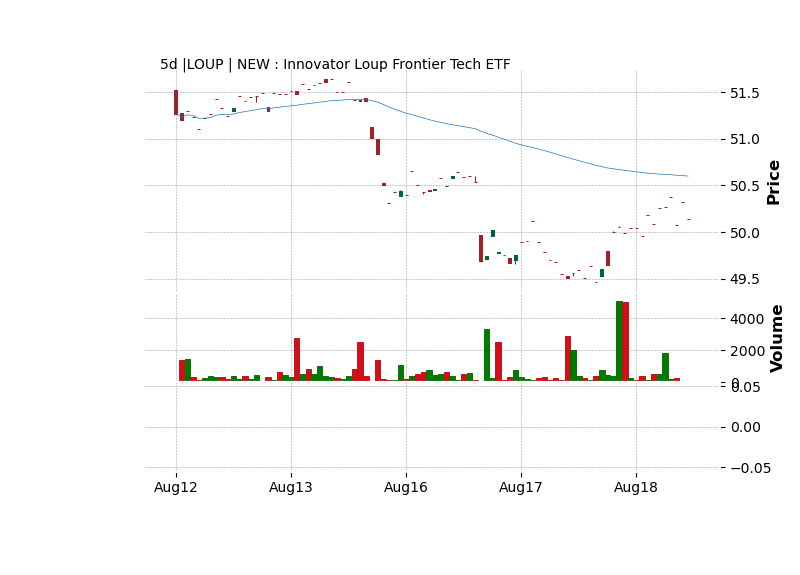 5d |LOUP | NEW : Innovator Loup Frontier Tech ETF
51.5
51.0
50.5
50.0
49.5
Price
4000
2000
0
Volume
0.05
0.00
−0.05
Aug12 Aug13 Aug16 Aug17 Aug18